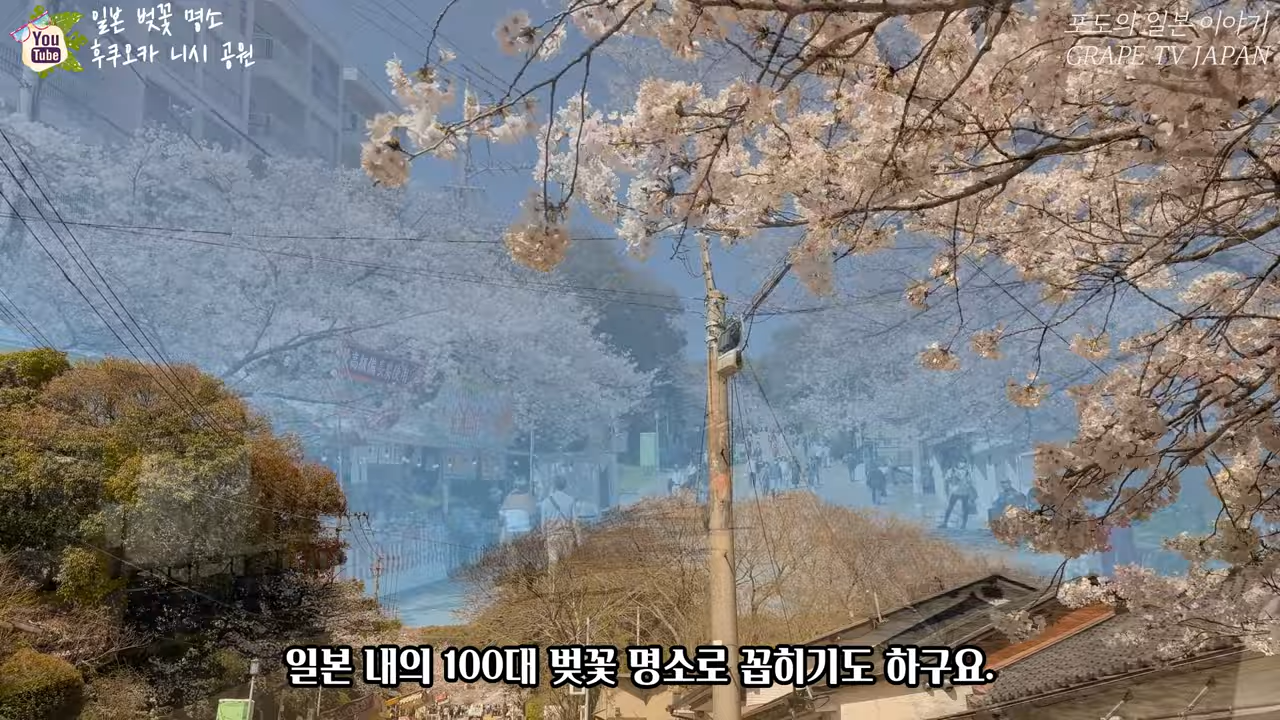 You
Tube
일본 벚꽃 명소
후쿠오카 니시 공원
포도의 일본 이야기
GRAPE TV JAPAN
일본 내의 100대 벚꽃 명소로 꼽히기도 하구요.